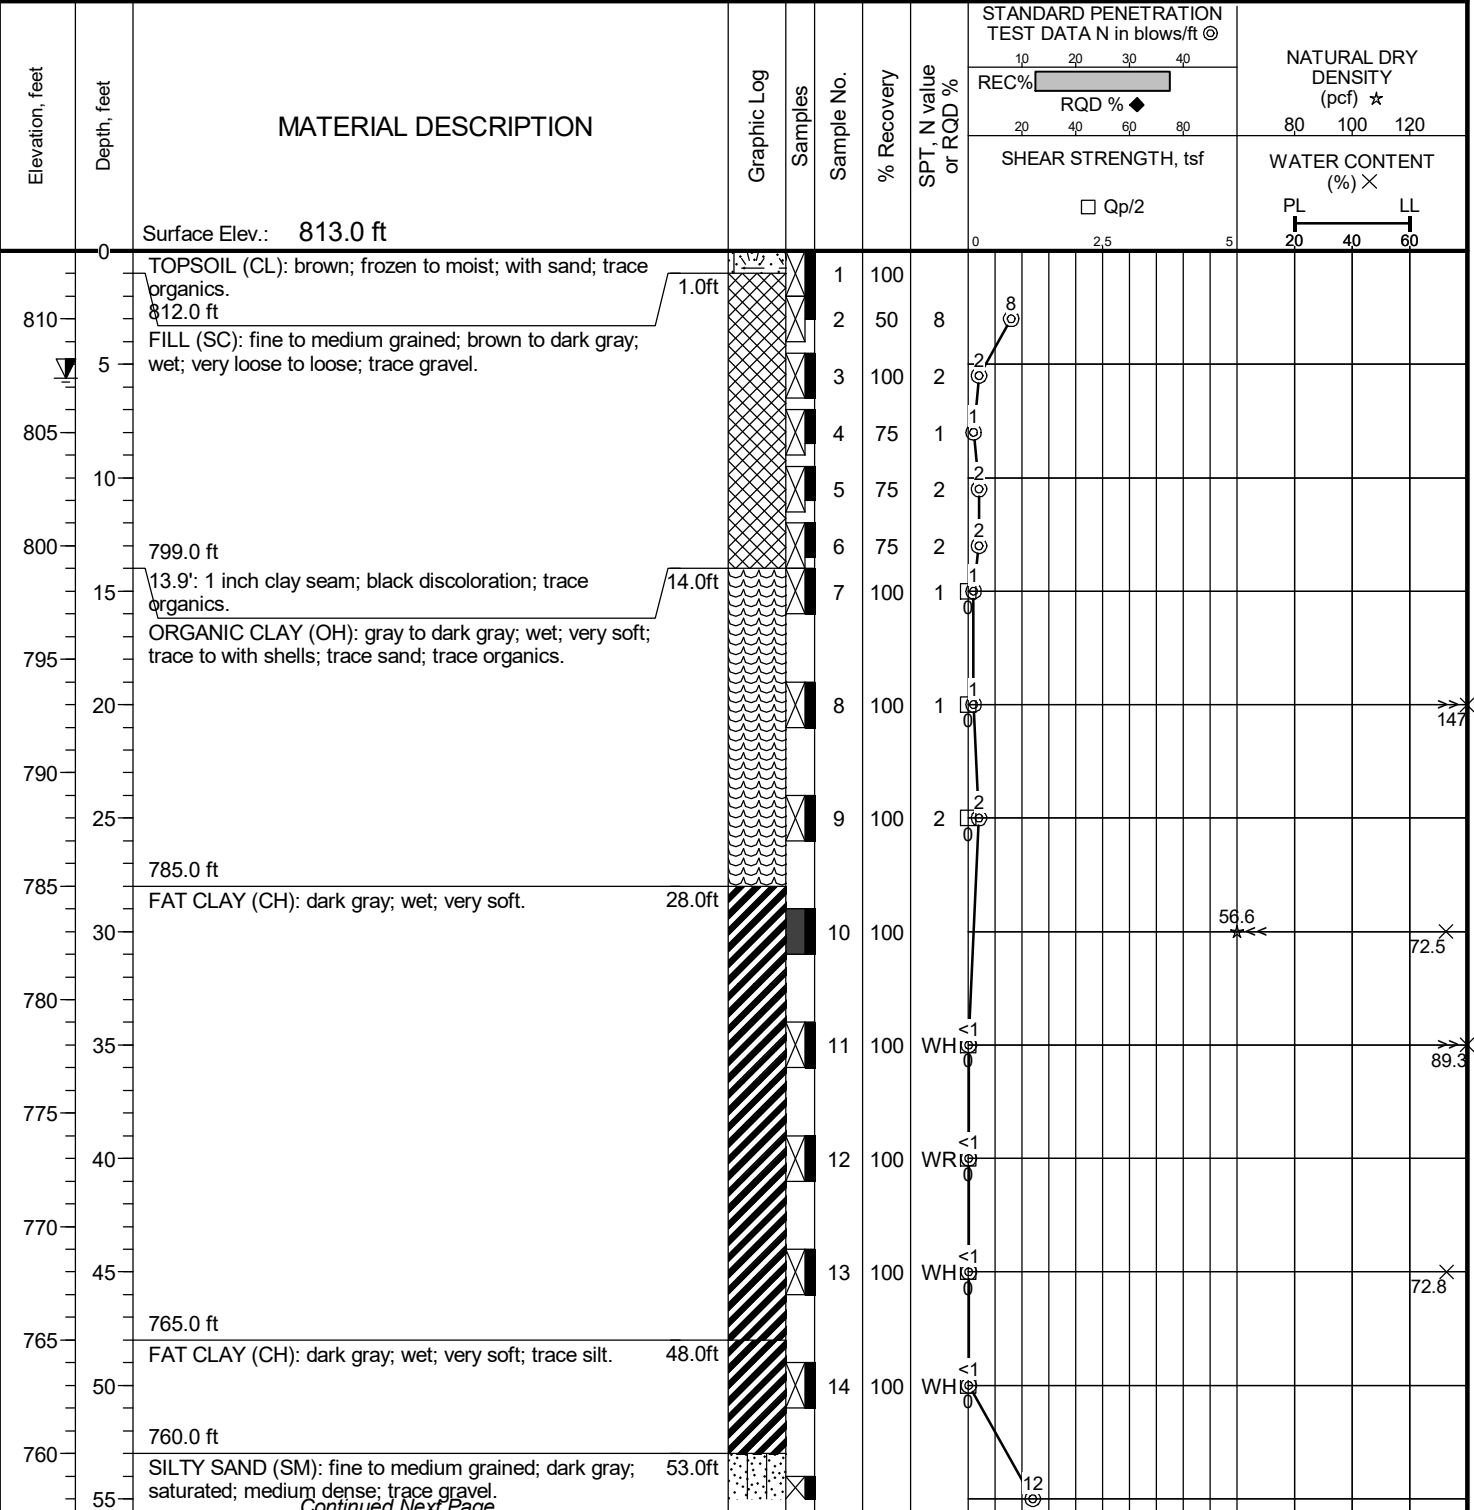 Elevation, feet
Depth, feet
MATERIAL DESCRIPTION
Surface Elev.: 813.0 ft
Graphic Log
Samples
Sample No.
% Recovery
SPT, N value
or RQD %
STANDARD PENETRATION
TEST DATA N in blows/ft
10 20 30 40
REC%
RQD %
20 40 60 80
SHEAR STRENGTH, tsf
Qp/2
0 2.5 5
NATURAL DRY
DENSITY
(pcf)
80 100 120
WATER CONTENT
(%)
PL LL
20 40 60
0
TOPSOIL (CL): brown; frozen to moist; with sand; trace
organics.
1.0ft
1 100
812.0 ft
810
2 50 8
8
FILL (SC): fine to medium grained; brown to dark gray;
wet; very loose to loose; trace gravel.
5
3 100 2
2
805
4 75 1
1
10
5 75 2
2
800
799.0 ft
6 75 2
2
13.9': 1 inch clay seam; black discoloration; trace
organics.
14.0ft
15
7 100 1
1
0
ORGANIC CLAY (OH): gray to dark gray; wet; very soft;
trace to with shells; trace sand; trace organics.
795
20
8 100 1
1
0
>>
147
790
25
9 100 2
2
0
785.0 ft
785
FAT CLAY (CH): dark gray; wet; very soft.
28.0ft
30
10 100
56.6
<<
72.5
780
35
11 100 WH
<1
0
>>
89.3
775
40
12 100 WR
<1
0
770
45
13 100 WH
<1
0
72.8
765.0 ft
765
FAT CLAY (CH): dark gray; wet; very soft; trace silt.
48.0ft
50
14 100 WH
<1
0
760.0 ft
760
SILTY SAND (SM): fine to medium grained; dark gray;
saturated; medium dense; trace gravel.
53.0ft
55
12
Continued Next Page